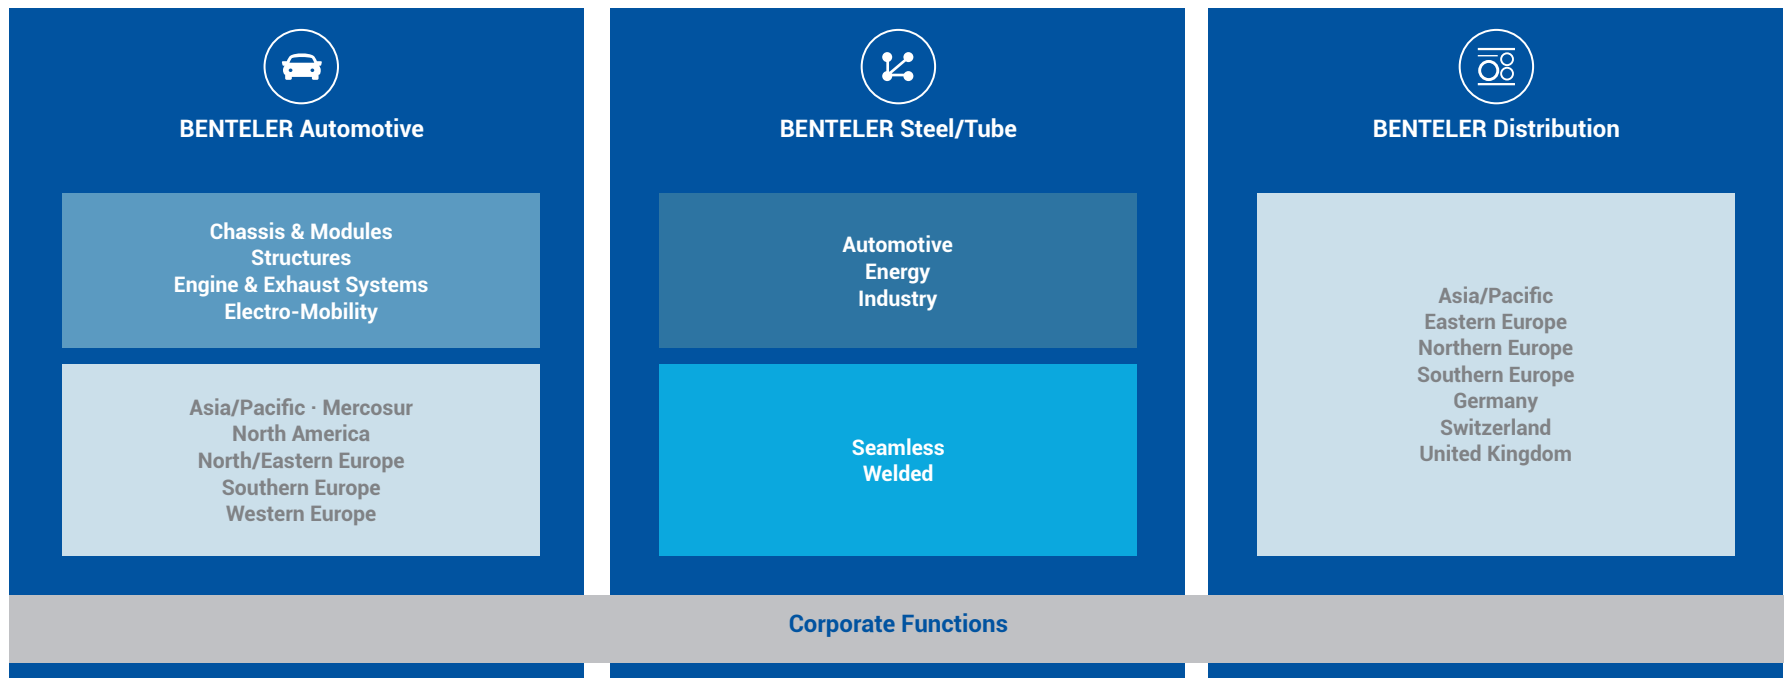 BENTELER Automotive
Chassis & Modules
Structures
Engine & Exhaust Systems
Electro-Mobility
Asia/Pacific · Mercosur
North America
North/Eastern Europe
Southern Europe
Western Europe
BENTELER Steel/Tube
Automotive
Energy
Industry
Seamless
Welded
BENTELER Distribution
Asia/Pacific
Eastern Europe
Northern Europe
Southern Europe
Germany
Switzerland
United Kingdom
Corporate Functions